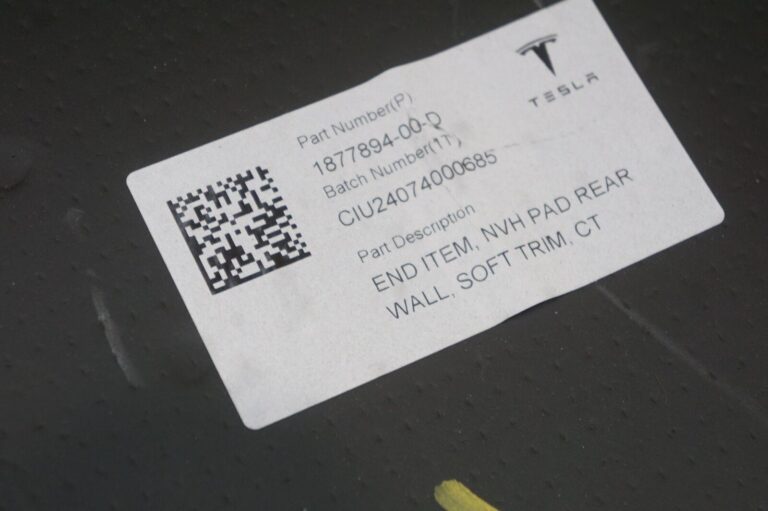 TESLA
Part Number(P)
1877894-00-D
Batch Number(1T)
CIU24074000685
Part Description
END ITEM, NVH PAD REAR
WALL, SOFT TRIM, CT